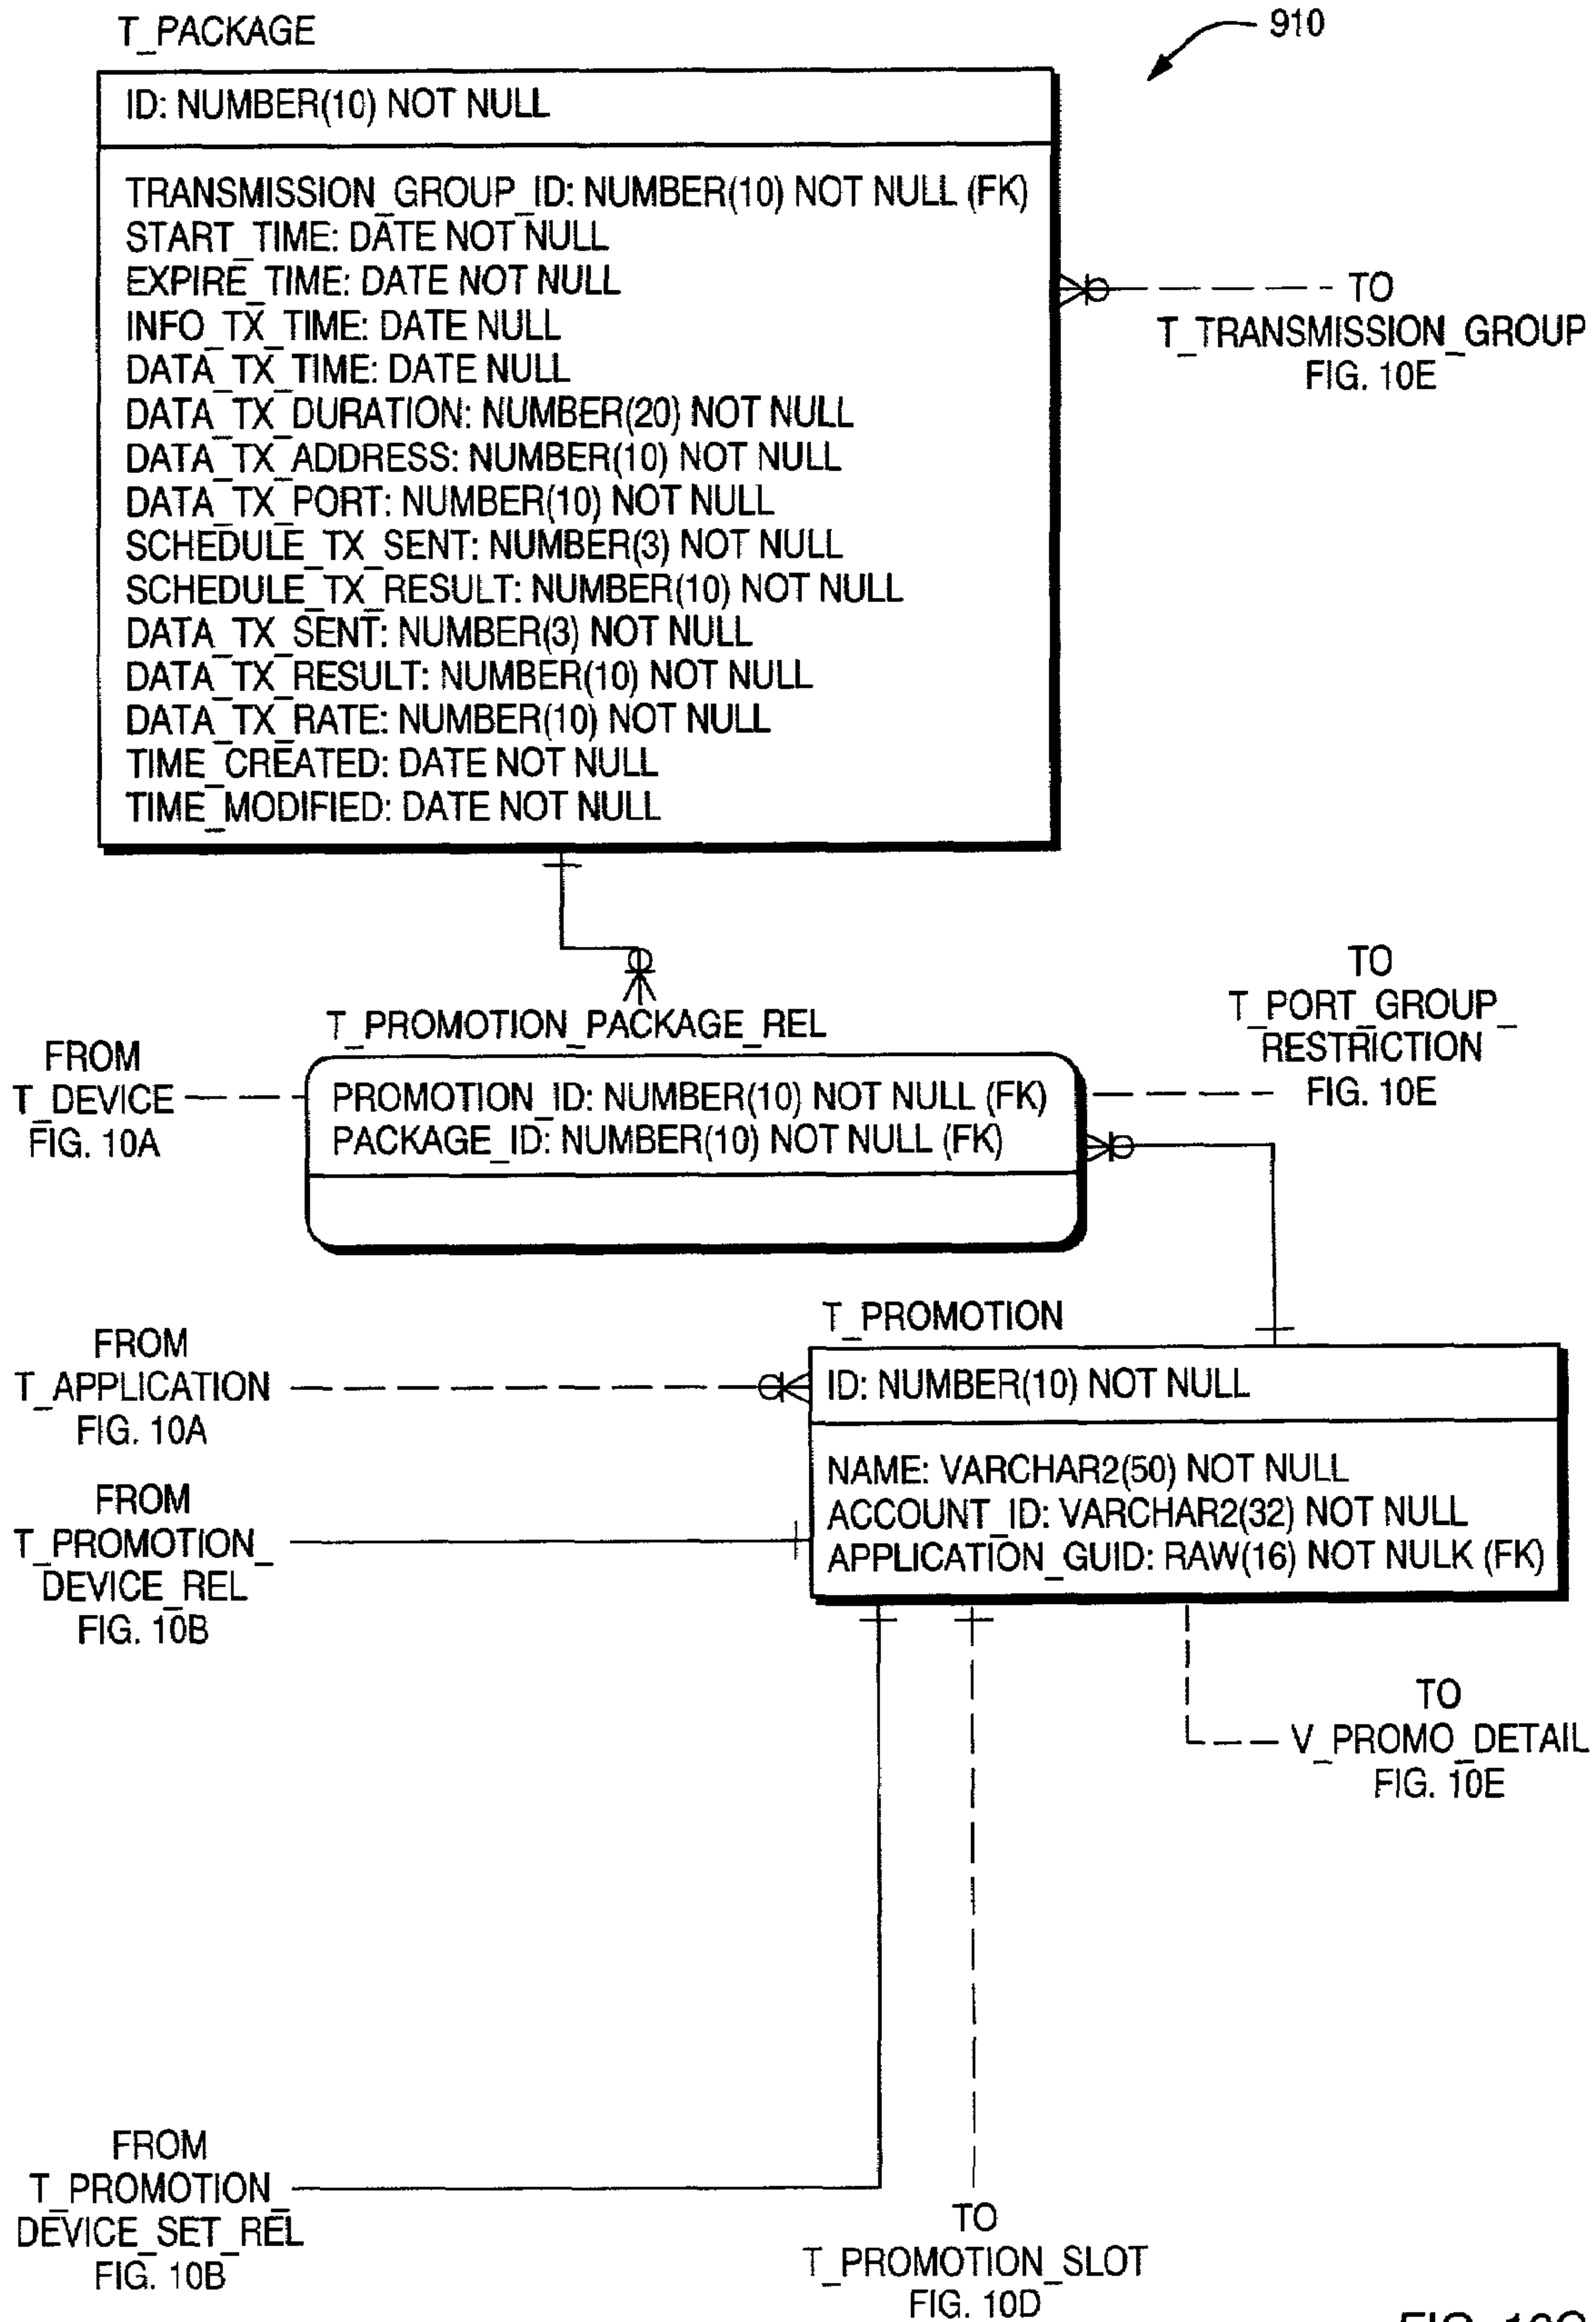 T_PACKAGE
910
ID: NUMBER(10) NOT NULL
TRANSMISSION_GROUP_ID: NUMBER(10) NOT NULL (FK)
START_TIME: DATE NOT NULL
EXPIRE_TIME: DATE NOT NULL
INFO_TX_TIME: DATE NULL
DATA_TX_TIME: DATE NULL
DATA_TX_DURATION: NUMBER(20) NOT NULL
DATA_TX_ADDRESS: NUMBER(10) NOT NULL
DATA_TX_PORT: NUMBER(10) NOT NULL
SCHEDULE_TX_SENT: NUMBER(3) NOT NULL
SCHEDULE_TX_RESULT: NUMBER(10) NOT NULL
DATA_TX_SENT: NUMBER(3) NOT NULL
DATA_TX_RESULT: NUMBER(10) NOT NULL
DATA_TX_RATE: NUMBER(10) NOT NULL
TIME_CREATED: DATE NOT NULL
TIME_MODIFIED: DATE NOT NULL
TO
T_TRANSMISSION_GROUP
FIG. 10E
T_PROMOTION_PACKAGE_REL
FROM
T_DEVICE
FIG. 10A
PROMOTION_ID: NUMBER(10) NOT NULL (FK)
PACKAGE_ID: NUMBER(10) NOT NULL (FK)
TO
T_PORT_GROUP_
RESTRICTION
FIG. 10E
T_PROMOTION
FROM
T_APPLICATION
FIG. 10A
ID: NUMBER(10) NOT NULL
NAME: VARCHAR2(50) NOT NULL
ACCOUNT_ID: VARCHAR2(32) NOT NULL
APPLICATION_GUID: RAW(16) NOT NULK (FK)
FROM
T_PROMOTION_
DEVICE_REL
FIG. 10B
TO
V_PROMO_DETAIL
FIG. 10E
FROM
T_PROMOTION_
DEVICE_SET_REL
FIG. 10B
TO
T_PROMOTION_SLOT
FIG. 10D